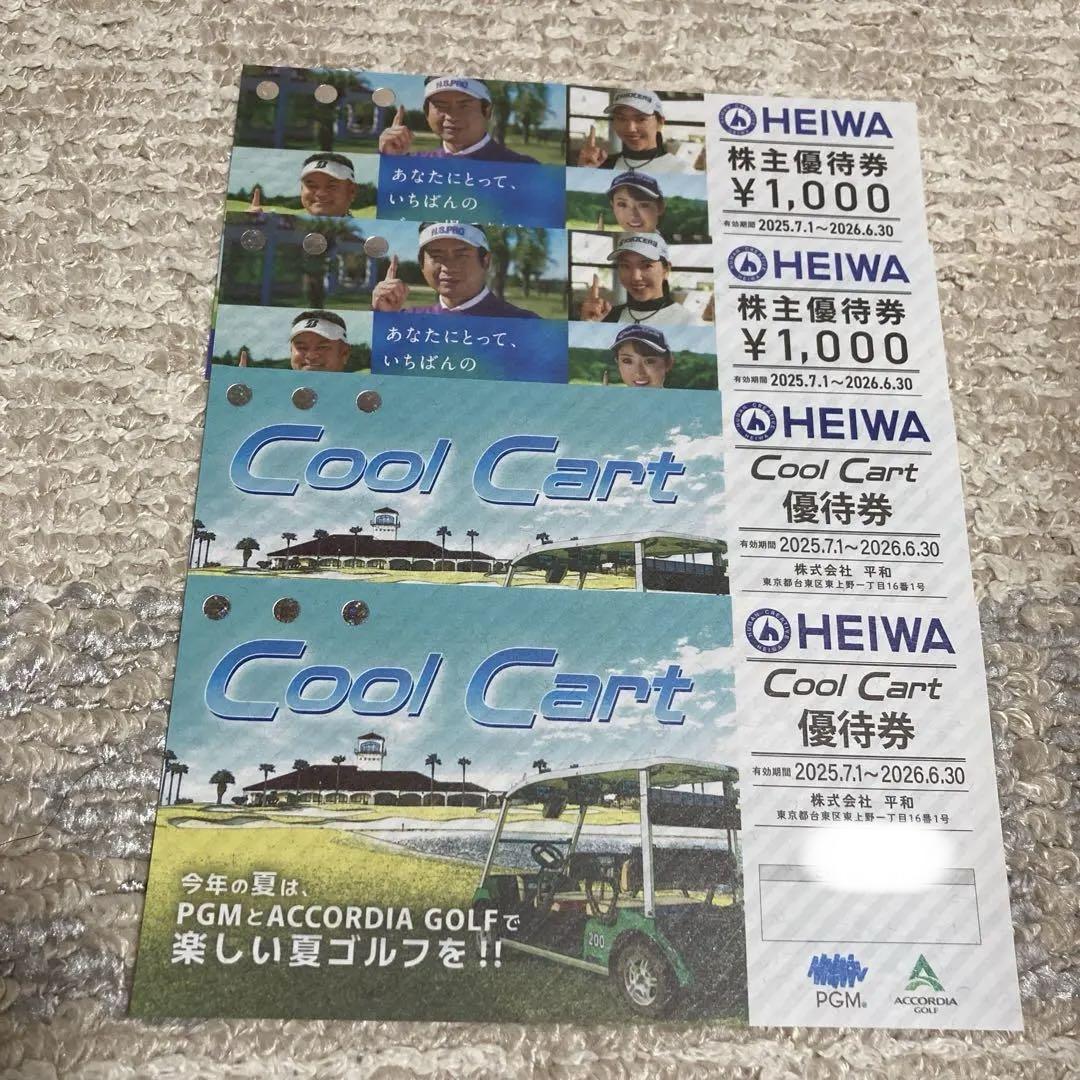 N.S.PRO
あなたにとって、
いちばんの
HEIWA
株主優待券
¥1,000
有効期間 2025.7.1～2026.6.30
N.S.PRO
あなたにとって、
いちばんの
HEIWA
株主優待券
¥1,000
有効期間 2025.7.1～2026.6.30
Cool Cart
HUMAN CREATIVE
HEIWA
HEIWA
Cool Cart
優待券
有効期間 2025.7.1～2026.6.30
株式会社 平和
東京都台東区東上野一丁目16番1号
Cool Cart
200
今年の夏は、
PGMとACCORDIA GOLFで
楽しい夏ゴルフを!!
HUMAN CREATIVE
HEIWA
HEIWA
Cool Cart
優待券
有効期間 2025.7.1～2026.6.30
株式会社 平和
東京都台東区東上野一丁目16番1号
PGM®
ACCORDIA
GOLF